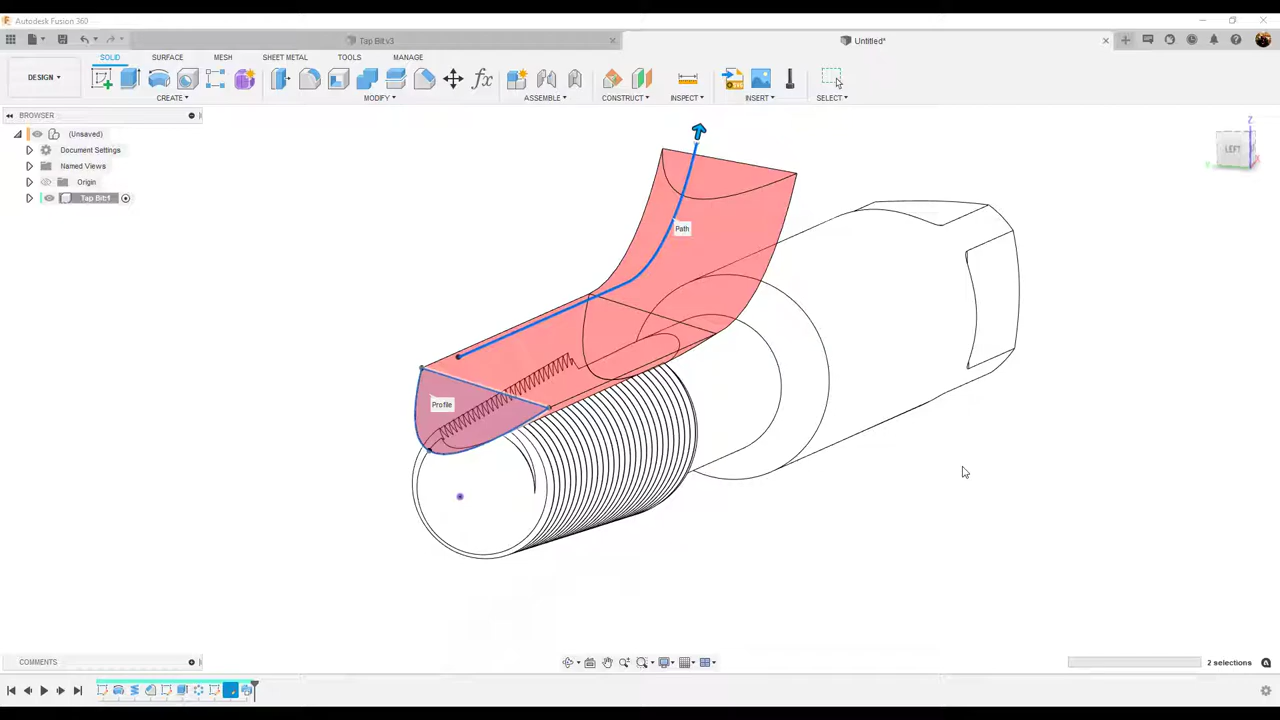 Autodesk Fusion 360
Tap Bit v3
Untitled*
SOLID
SURFACE
MESH
SHEET METAL
TOOLS
MANAGE
DESIGN
CREATE
MODIFY
ASSEMBLE
CONSTRUCT
INSPECT
INSERT
SELECT
BROWSER
(Unsaved)
Document Settings
Named Views
Origin
Tap Bit:1
Z
LEFT
Path
Profile
COMMENTS
2 selections